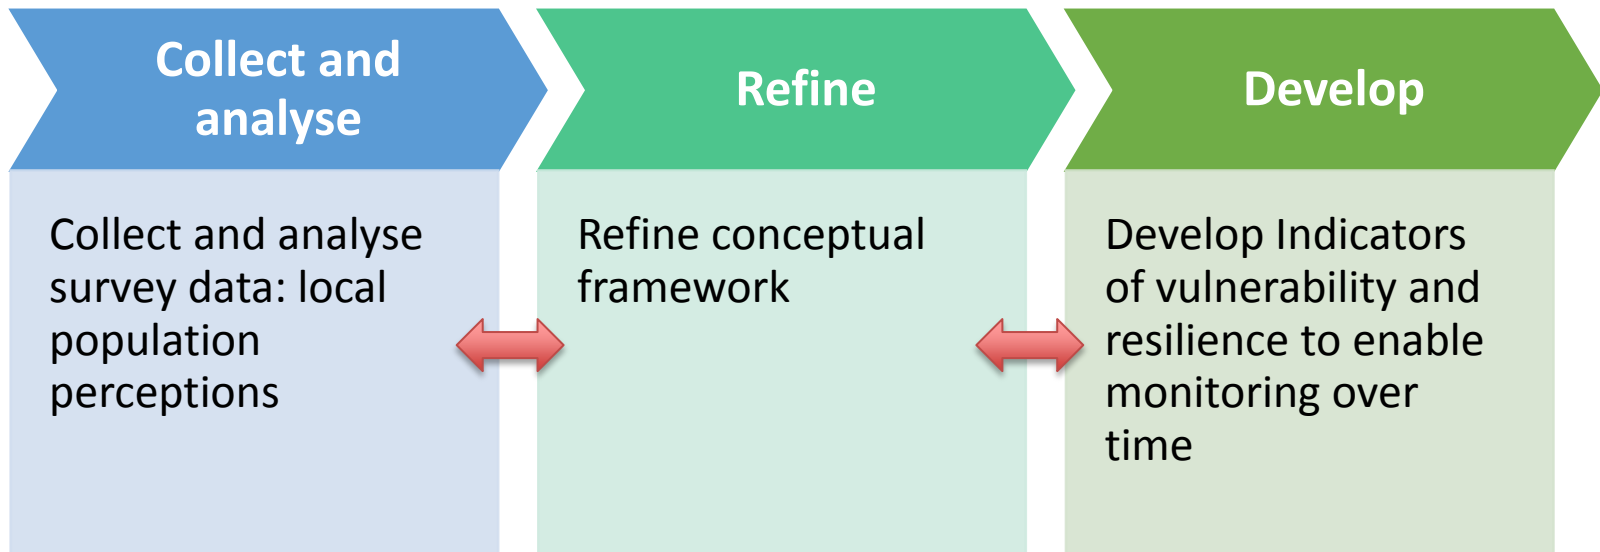 Collect and
analyse
Collect and analyse
survey data: local
population
perceptions
Refine
Refine conceptual
framework
Develop
Develop Indicators
of vulnerability and
resilience to enable
monitoring over
time